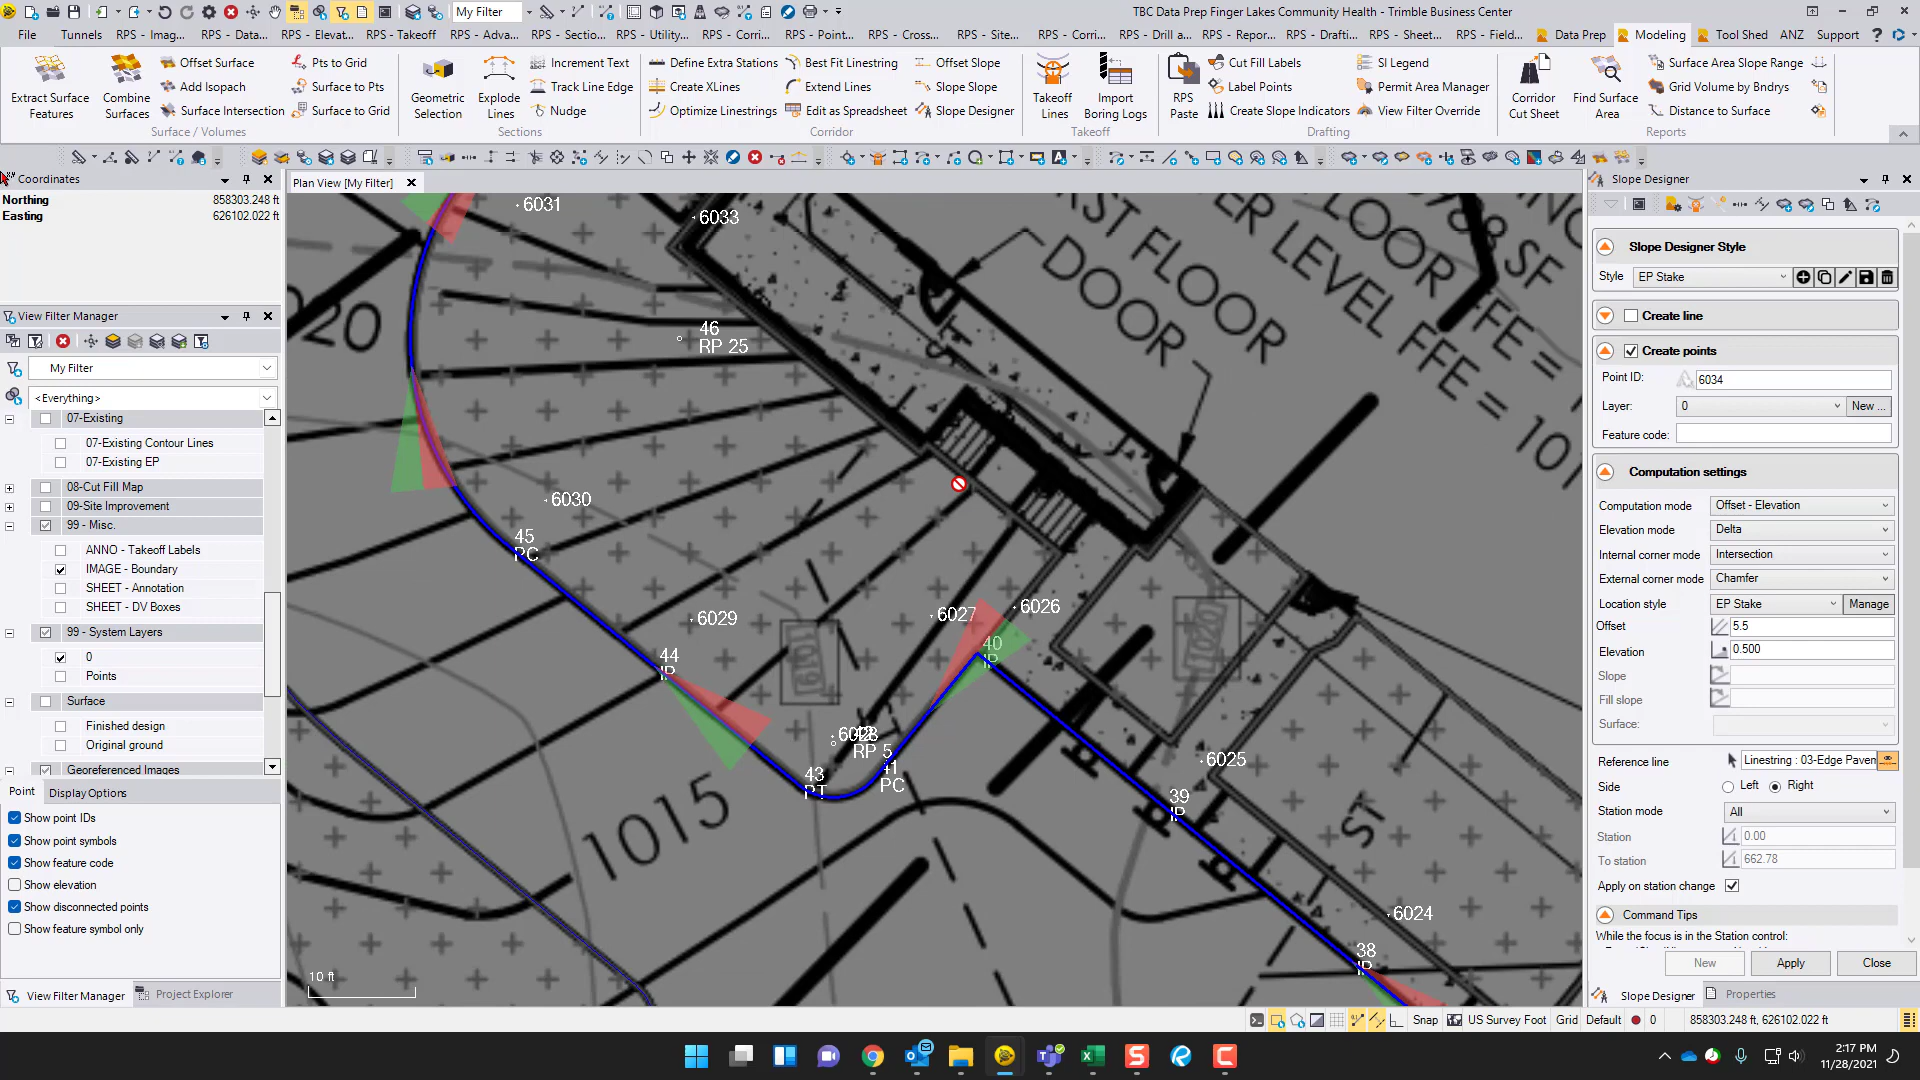 My Filter
TBC Data Prep Finger Lakes Community Health - Trimble Business Center
File
Tunnels
RPS - Imag...
RPS - Data...
RPS - Elevat...
RPS - Takeoff
RPS - Adva...
RPS - Sectio...
RPS - Utility...
RPS - Corri...
RPS - Point...
RPS - Cross...
RPS - Site...
RPS - Corri...
RPS - Drill a...
RPS - Repor...
RPS - Drafti...
RPS - Sheet...
RPS - Field...
Data Prep
Modeling
Tool Shed
ANZ
Support
Extract Surface Features
Combine Surfaces
Offset Surface
Add Isopach
Surface Intersection
Pts to Grid
Surface to Pts
Surface to Grid
Surface / Volumes
Geometric Selection
Explode Lines
Increment Text
Track Line Edge
Nudge
Sections
Define Extra Stations
Create XLines
Optimize Linestrings
Best Fit Linestring
Extend Lines
Edit as Spreadsheet
Offset Slope
Slope Slope
Slope Designer
Corridor
Takeoff Lines
Import Boring Logs
Takeoff
RPS Paste
Cut Fill Labels
Label Points
Create Slope Indicators
SI Legend
Permit Area Manager
View Filter Override
Drafting
Corridor Cut Sheet
Find Surface Area
Surface Area Slope Range
Grid Volume by Bndrys
Distance to Surface
Reports
Coordinates
Northing 858303.248 ft
Easting 626102.022 ft
View Filter Manager
My Filter
<Everything>
07-Existing
07-Existing Contour Lines
07-Existing EP
08-Cut Fill Map
09-Site Improvement
99 - Misc.
ANNO - Takeoff Labels
IMAGE - Boundary
SHEET - Annotation
SHEET - DV Boxes
99 - System Layers
0
Points
Surface
Finished design
Original ground
Georeferenced Images
Point
Display Options
Show point IDs
Show point symbols
Show feature code
Show elevation
Show disconnected points
Show feature symbol only
View Filter Manager
Project Explorer
Plan View [My Filter]
6031
6033
20
46
RP 25
6030
45
PC
6029
44
IP
6027
6026
40
IP
RP 5
41
PC
43
PT
6025
39
IP
6024
38
IP
1015
ST
DOOR
FLOOR
10 ft
Slope Designer
Slope Designer Style
Style EP Stake
Create line
Create points
Point ID: 6034
Layer: 0 New ...
Feature code:
Computation settings
Computation mode Offset - Elevation
Elevation mode Delta
Internal corner mode Intersection
External corner mode Chamfer
Location style EP Stake Manage
Offset 5.5
Elevation 0.500
Slope
Fill slope
Surface:
Reference line Linestring : 03-Edge Paven
Side Left Right
Station mode All
Station 0.00
To station 662.78
Apply on station change
Command Tips
While the focus is in the Station control:
New Apply Close
Slope Designer
Properties
Snap
US Survey Foot
Grid
Default
0
858303.248 ft, 626102.022 ft
2:17 PM
11/28/2021